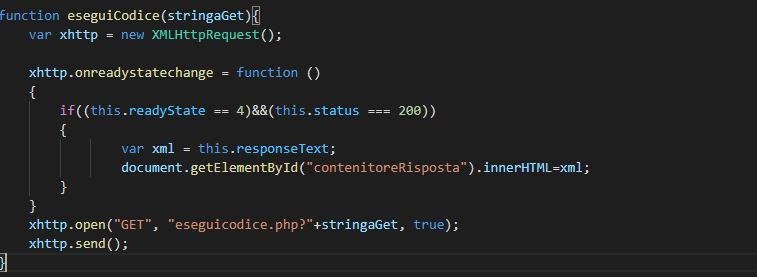 function eseguiCodice(stringaGet){
    var xhttp = new XMLHttpRequest();

    xhttp.onreadystatechange = function ()
    {
        if((this.readyState == 4)&&(this.status === 200))
        {
                var xml = this.responseText;
                document.getElementById("contenitoreRisposta").innerHTML=xml;
        }
    }
    xhttp.open("GET", "eseguicodice.php?"+stringaGet, true);
    xhttp.send();
}